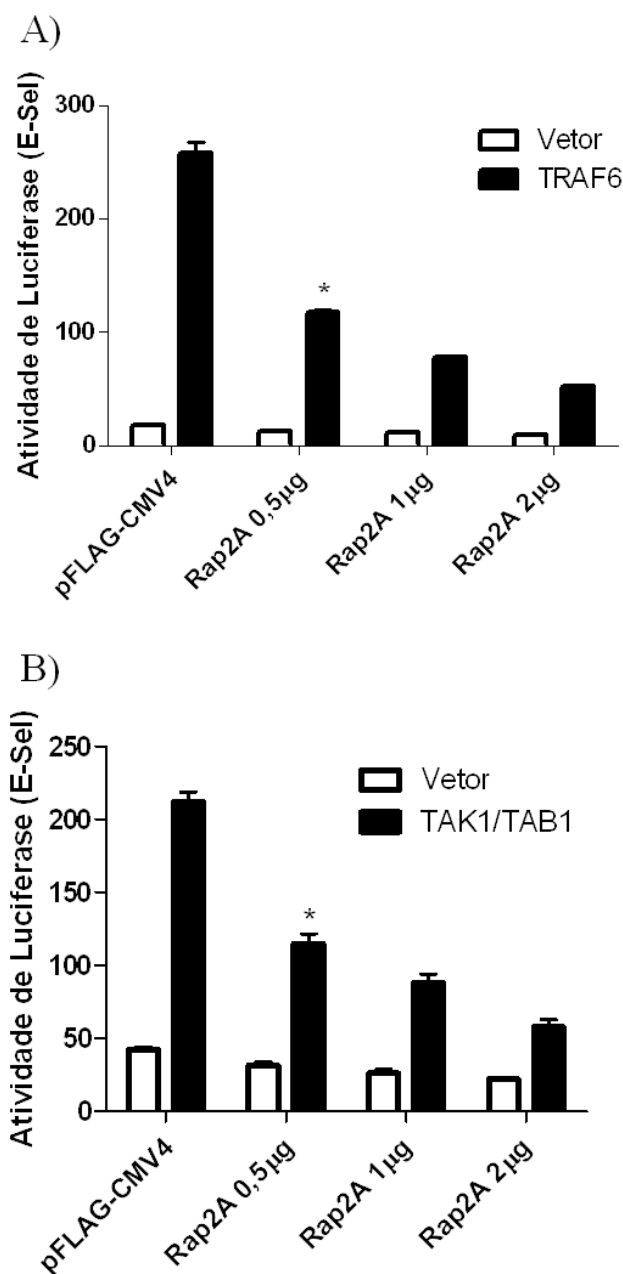 A)
Atividade de Luciferase (E-Sel)
300
200
100
0
Vetor
TRAF6
*
pFLAG-CMV4
Rap2A 0,5µg
Rap2A 1µg
Rap2A 2µg
B)
Atividade de Luciferase (E-Sel)
250
200
150
100
50
0
Vetor
TAK1/TAB1
*
pFLAG-CMV4
Rap2A 0,5µg
Rap2A 1µg
Rap2A 2µg